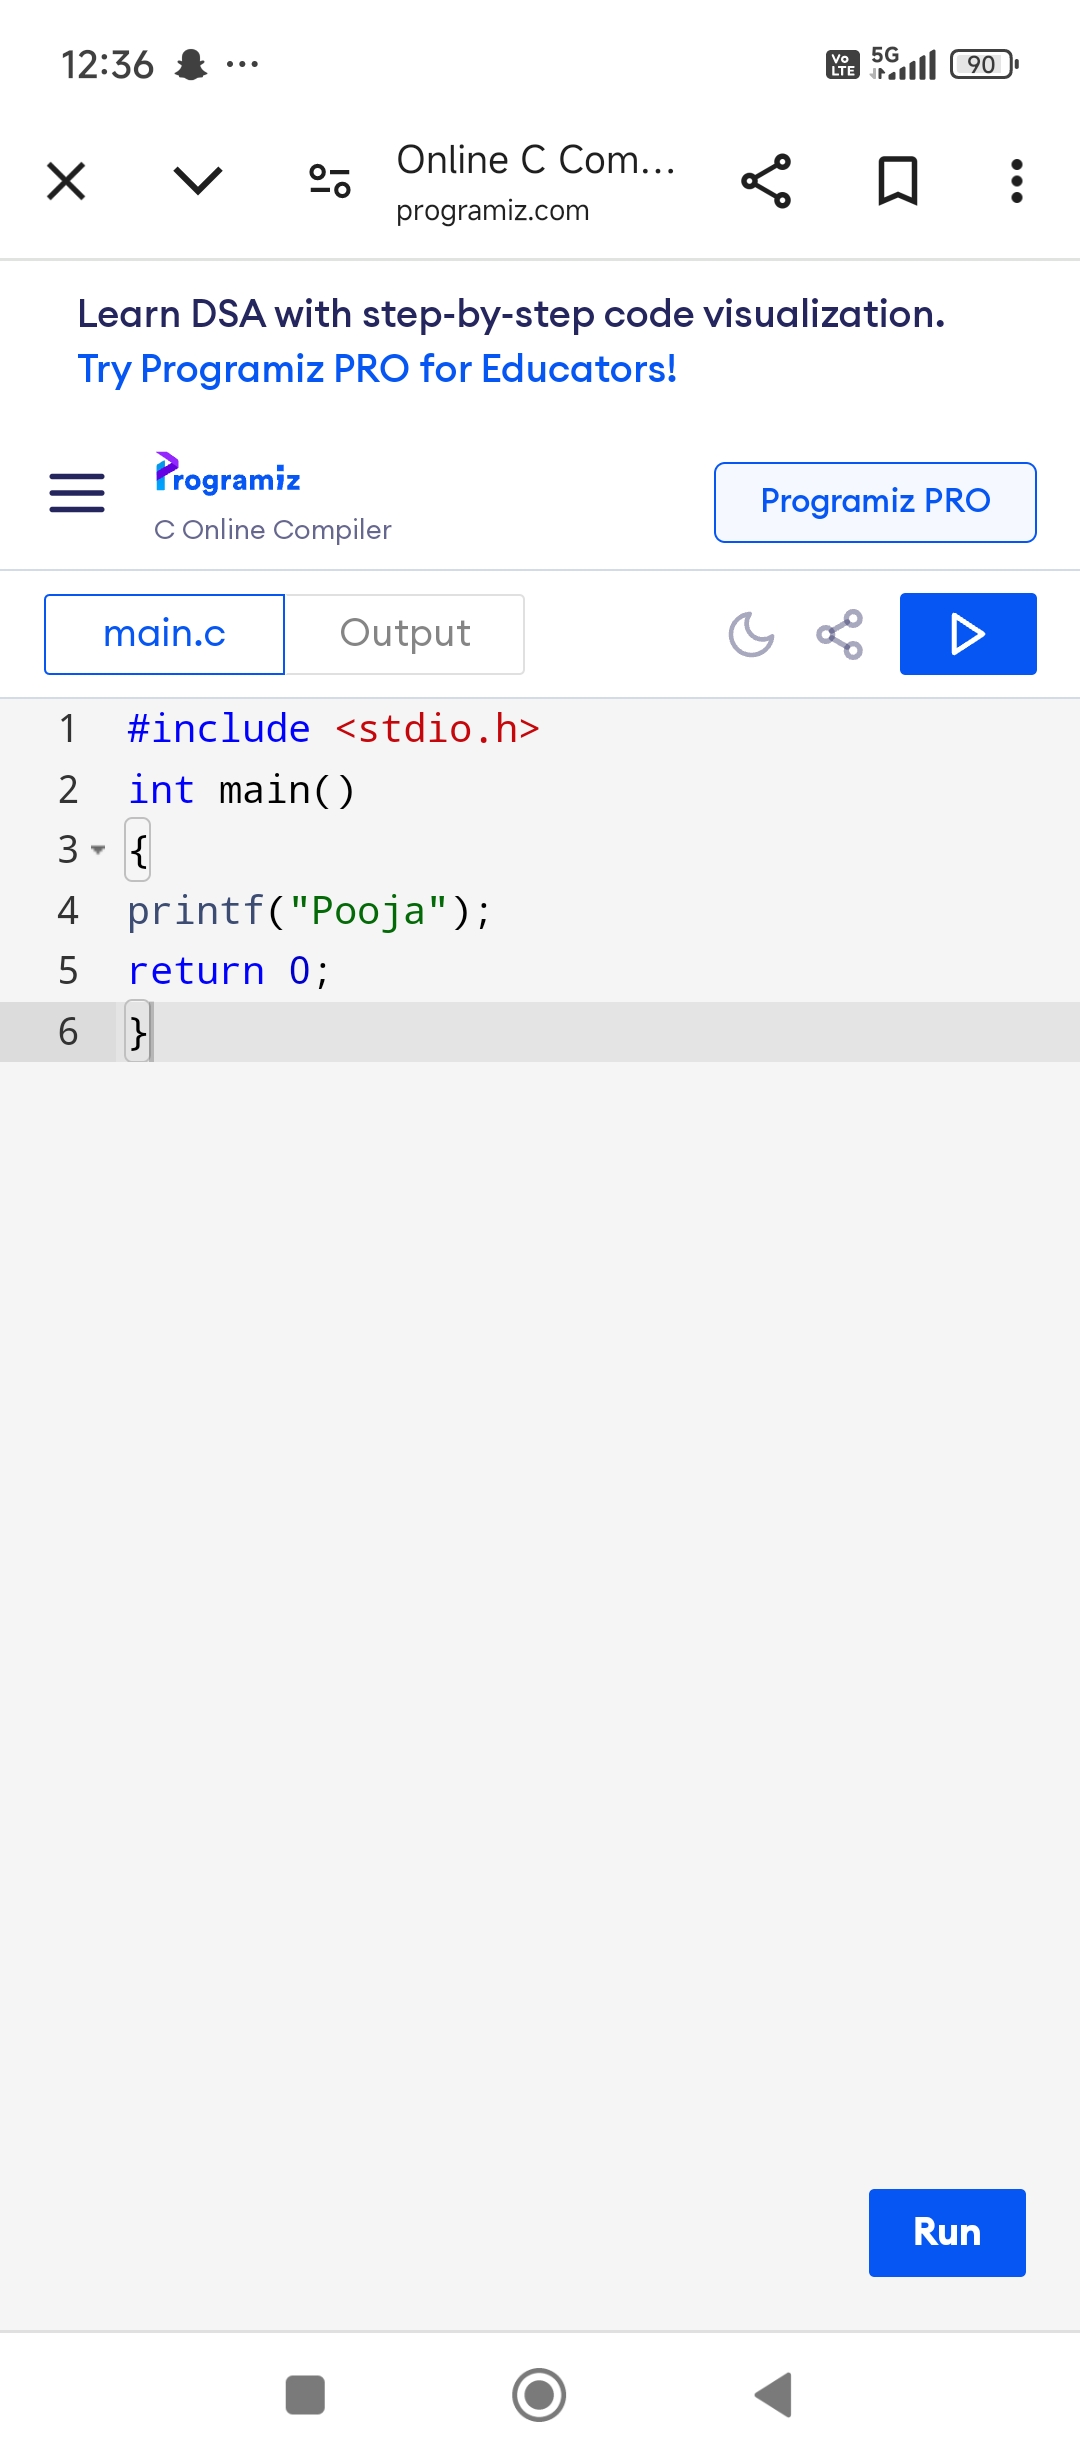 12:36 ...
Vo LTE 5G 90
Online C Com...
programiz.com
Learn DSA with step-by-step code visualization.
Try Programiz PRO for Educators!
Programiz
C Online Compiler
Programiz PRO
main.c
Output
1 #include <stdio.h>
2 int main()
3 {
4 printf("Pooja");
5 return 0;
6 }
Run